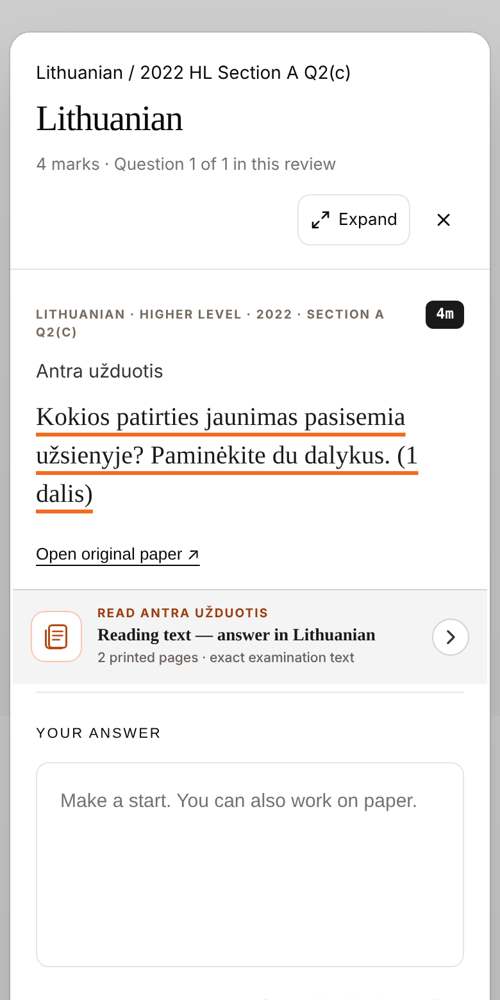 Lithuanian / 2022 HL Section A Q2(c)
Lithuanian
4 marks · Question 1 of 1 in this review
Expand
LITHUANIAN · HIGHER LEVEL · 2022 · SECTION A
Q2(C)
4m
Antra užduotis
Kokios patirties jaunimas pasisemia
užsienyje? Paminėkite du dalykus. (1
dalis)
Open original paper ↗
READ ANTRA UŽDUOTIS
Reading text — answer in Lithuanian
2 printed pages · exact examination text
YOUR ANSWER
Make a start. You can also work on paper.